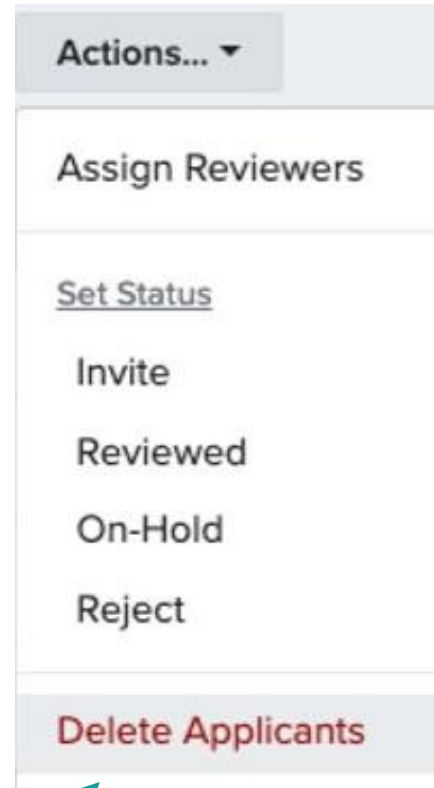 Actions...
Assign Reviewers
Set Status
Invite
Reviewed
On-Hold
Reject
Delete Applicants